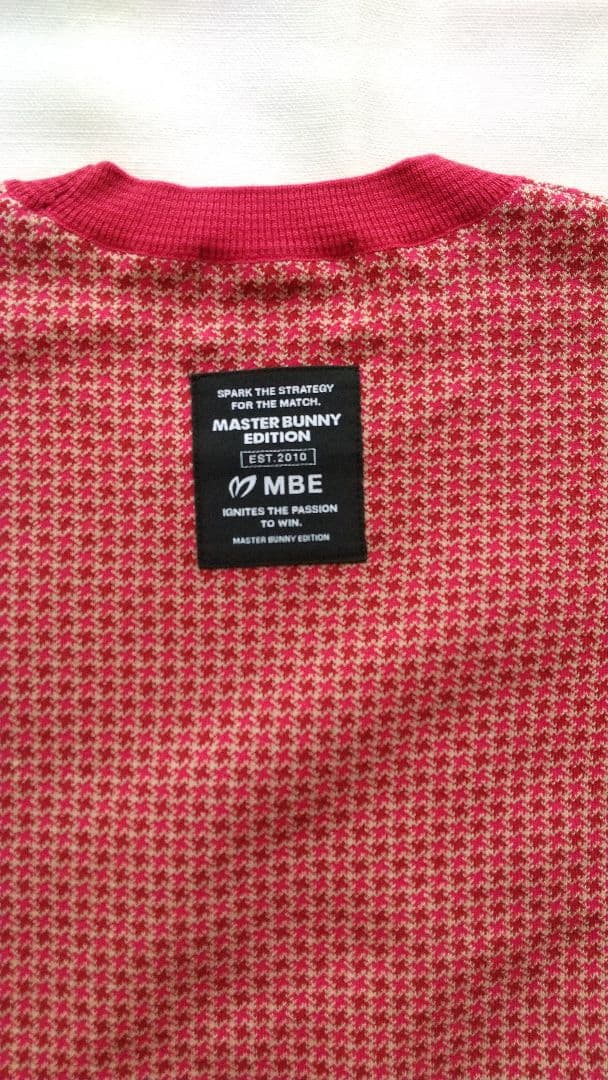 SPARK THE STRATEGY
FOR THE MATCH.
MASTER BUNNY
EDITION
EST.2010
MBE
IGNITES THE PASSION
TO WIN.
MASTER BUNNY EDITION